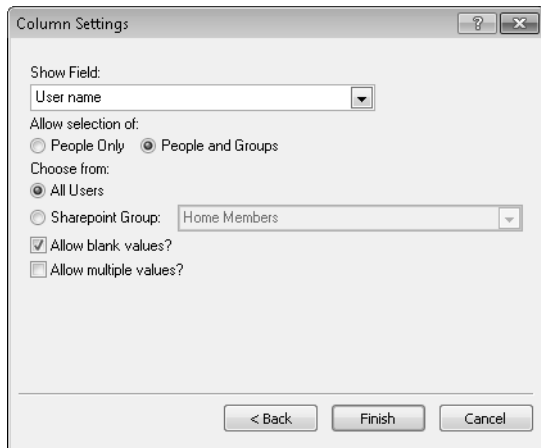 Column Settings
Show Field:
User name
Allow selection of:
People Only People and Groups
Choose from:
All Users
Sharepoint Group: Home Members
Allow blank values?
Allow multiple values?
< Back Finish Cancel